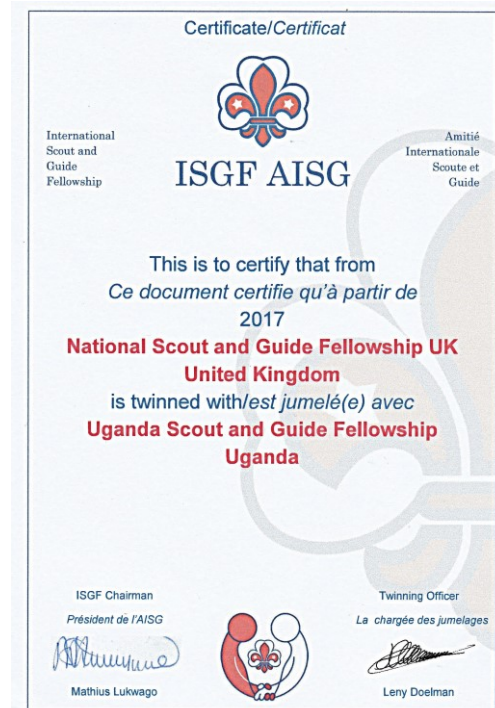 Certificate/Certificat
International
Scout and
Guide
Fellowship
ISGF AISG
Amitié
Internationale
Scoute et
Guide
This is to certify that from
Ce document certifie qu'à partir de
2017
National Scout and Guide Fellowship UK
United Kingdom
is twinned with/est jumelé(e) avec
Uganda Scout and Guide Fellowship
Uganda
ISGF Chairman
Président de l'AISG
Mathius Lukwago
Twinning Officer
La chargée des jumelages
Leny Doelman